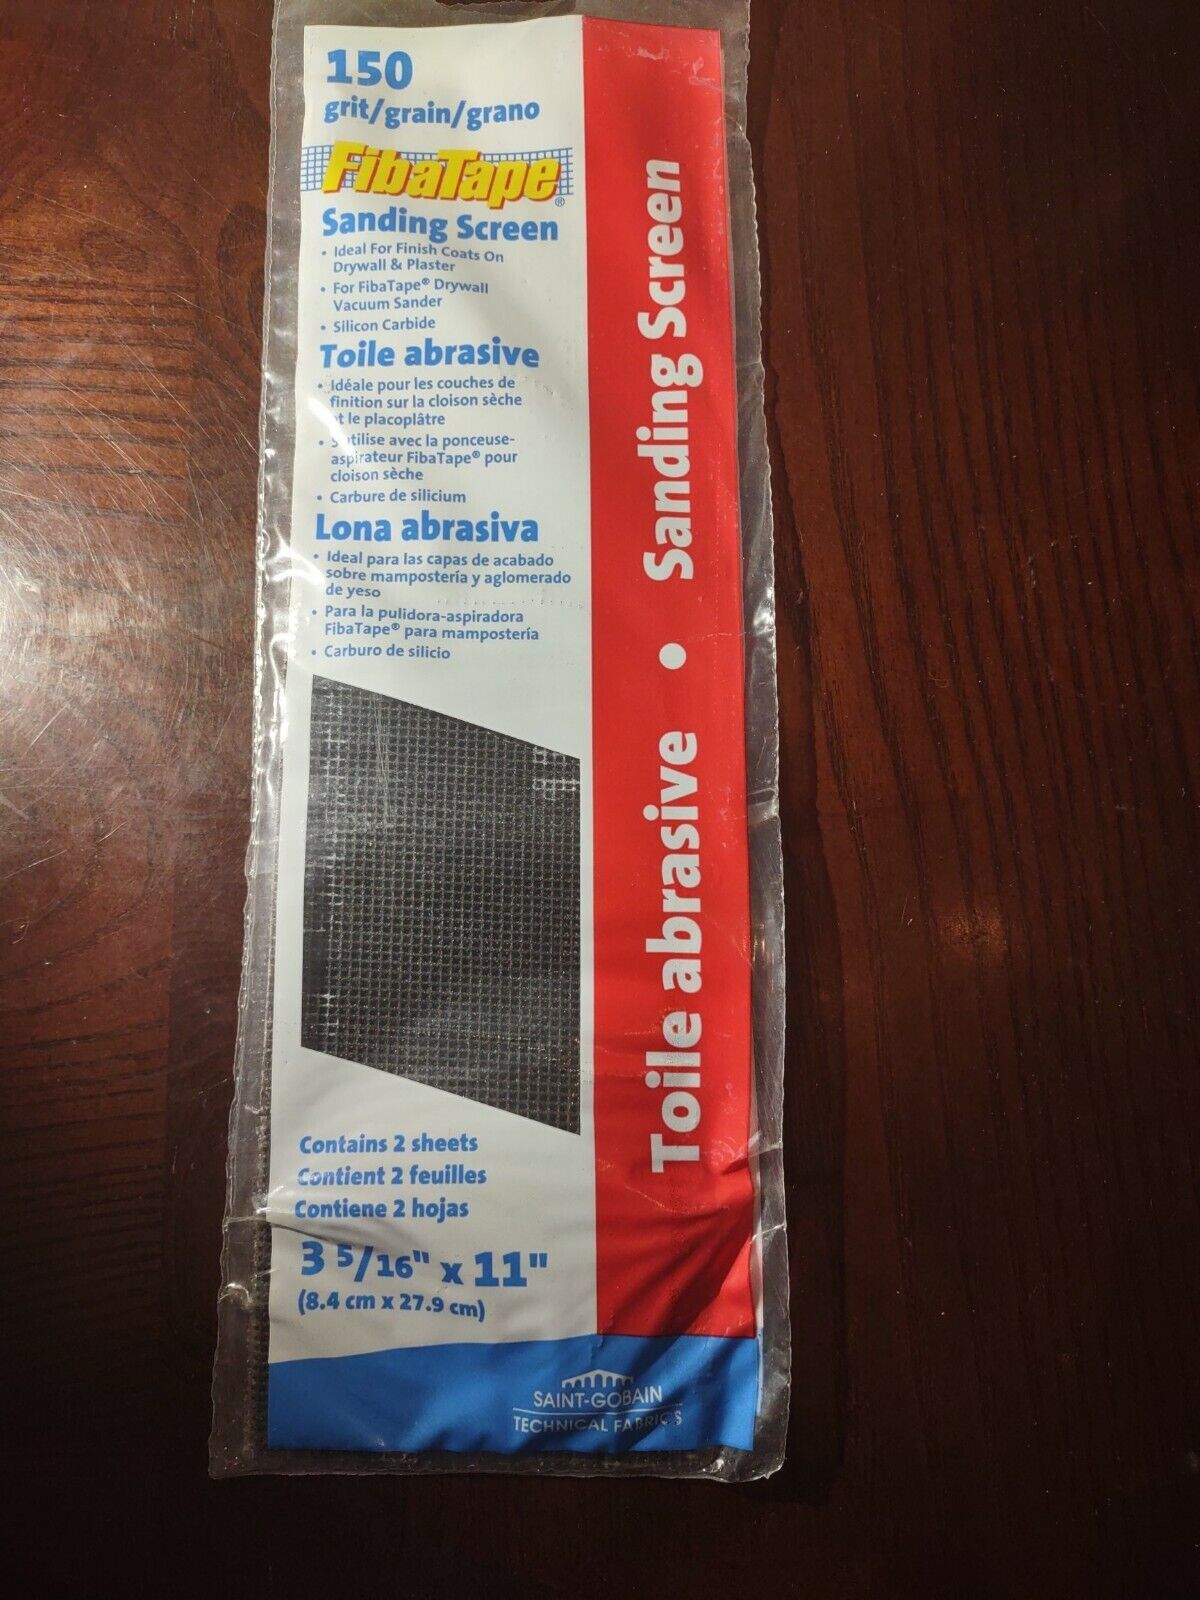 150
grit/grain/grano
FibaTape®
Sanding Screen
• Ideal For Finish Coats On
Drywall & Plaster
• For FibaTape® Drywall
Vacuum Sander
• Silicon Carbide
Toile abrasive
• Idéale pour les couches de
finition sur la cloison sèche
et le placoplâtre
• S'utilise avec la ponceuse-
aspirateur FibaTape® pour
cloison sèche
• Carbure de silicium
Lona abrasiva
• Ideal para las capas de acabado
sobre mampostería y aglomerado
de yeso
• Para la pulidora-aspiradora
FibaTape® para mampostería
• Carburo de silicio
Contains 2 sheets
Contient 2 feuilles
Contiene 2 hojas
3 5/16" x 11"
(8.4 cm x 27.9 cm)
Toile abrasive • Sanding Screen
SAINT-GOBAIN
TECHNICAL FABRICS